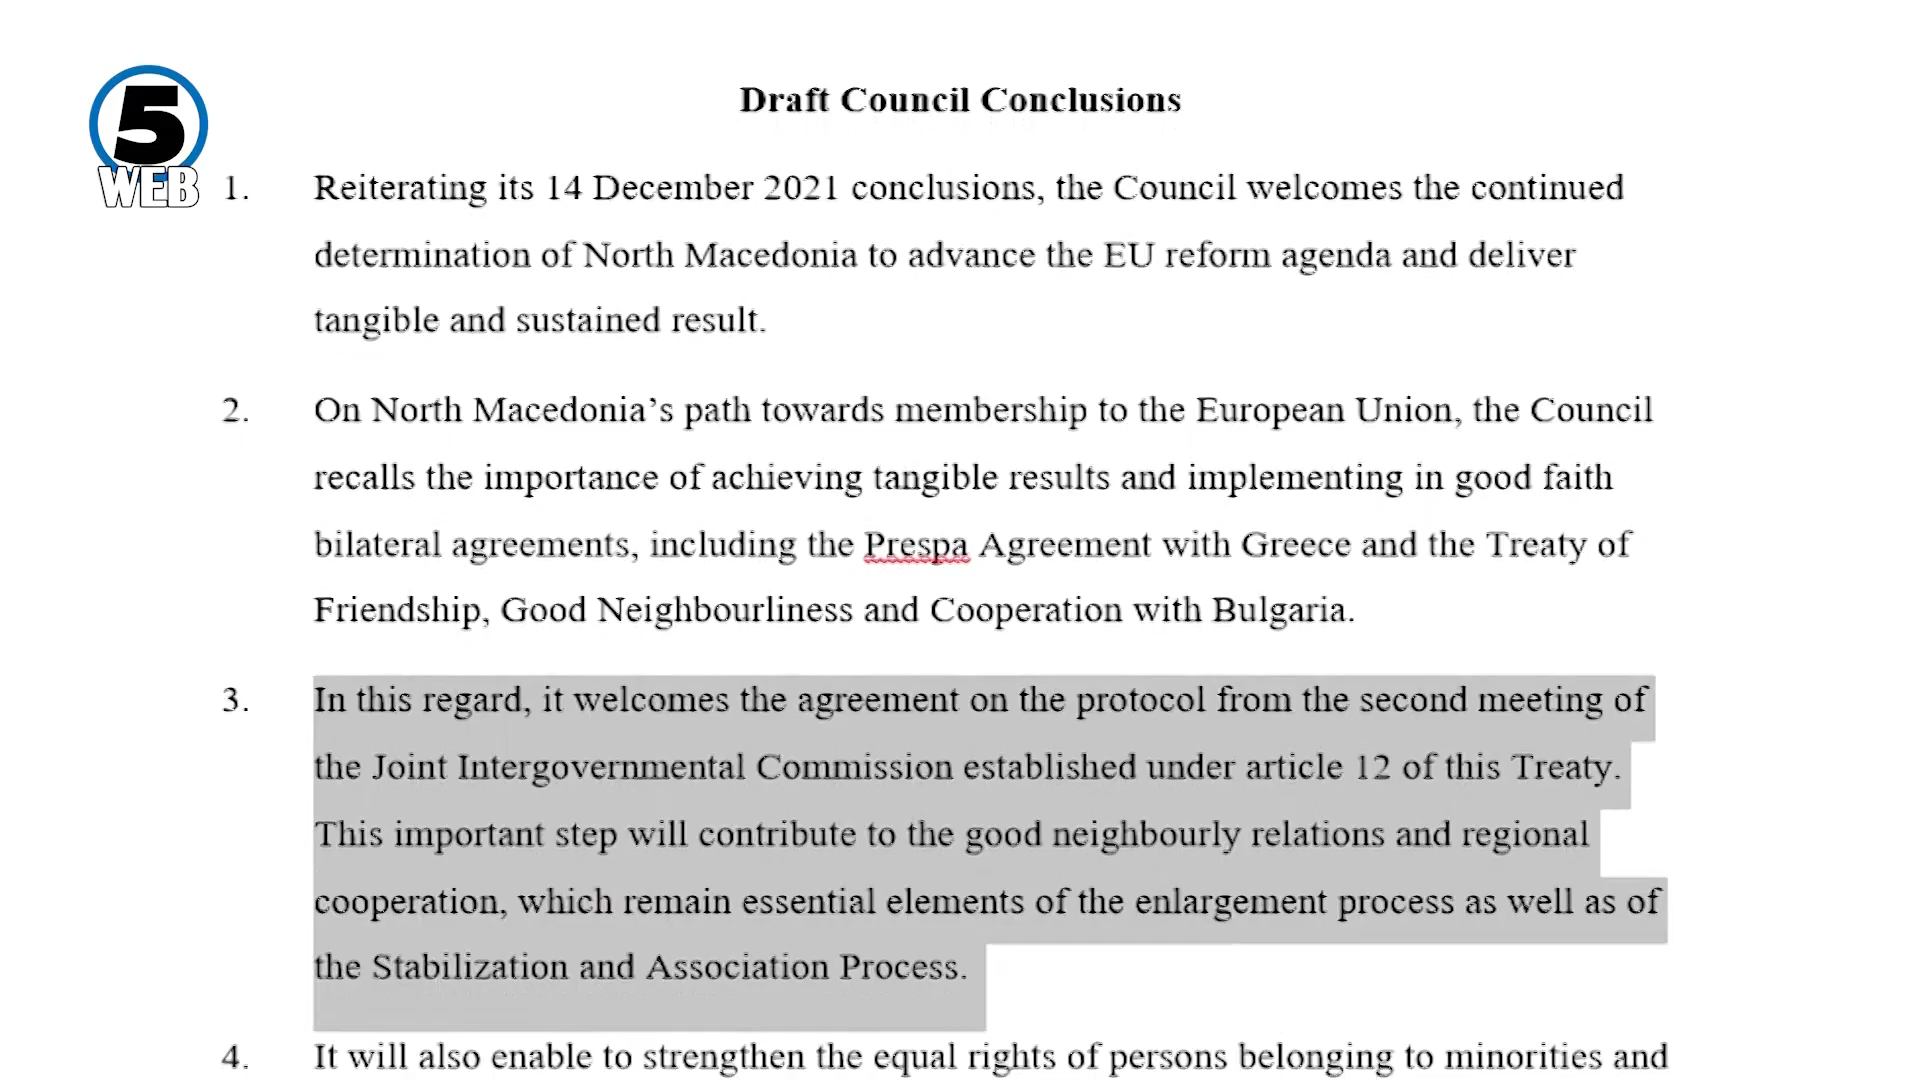 5
WEB
Draft Council Conclusions
1. Reiterating its 14 December 2021 conclusions, the Council welcomes the continued
determination of North Macedonia to advance the EU reform agenda and deliver
tangible and sustained result.
2. On North Macedonia’s path towards membership to the European Union, the Council
recalls the importance of achieving tangible results and implementing in good faith
bilateral agreements, including the Prespa Agreement with Greece and the Treaty of
Friendship, Good Neighbourliness and Cooperation with Bulgaria.
3. In this regard, it welcomes the agreement on the protocol from the second meeting of
the Joint Intergovernmental Commission established under article 12 of this Treaty.
This important step will contribute to the good neighbourly relations and regional
cooperation, which remain essential elements of the enlargement process as well as of
the Stabilization and Association Process.
4. It will also enable to strengthen the equal rights of persons belonging to minorities and